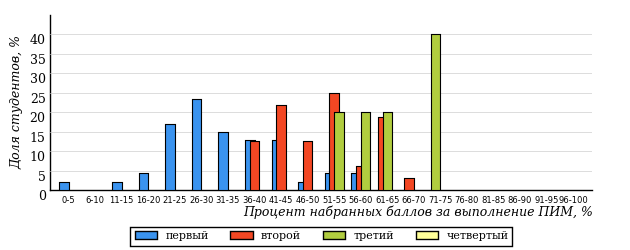 Доля студентов, %
40
35
30
25
20
15
10
5
0
0-5 6-10 11-15 16-20 21-25 26-30 31-35 36-40 41-45 46-50 51-55 56-60 61-65 66-70 71-75 76-80 81-85 86-90 91-95 96-100
Процент набранных баллов за выполнение ПИМ, %
первый второй третий четвертый